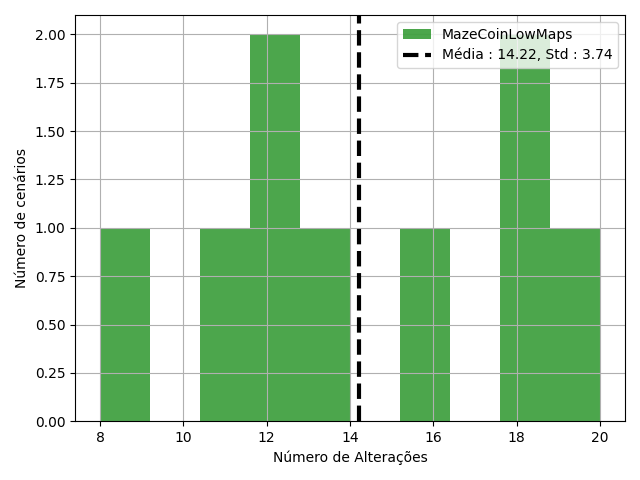 MazeCoinLowMaps
Média : 14.22, Std : 3.74
Número de cenários
2.00
1.75
1.50
1.25
1.00
0.75
0.50
0.25
0.00
8 10 12 14 16 18 20
Número de Alterações